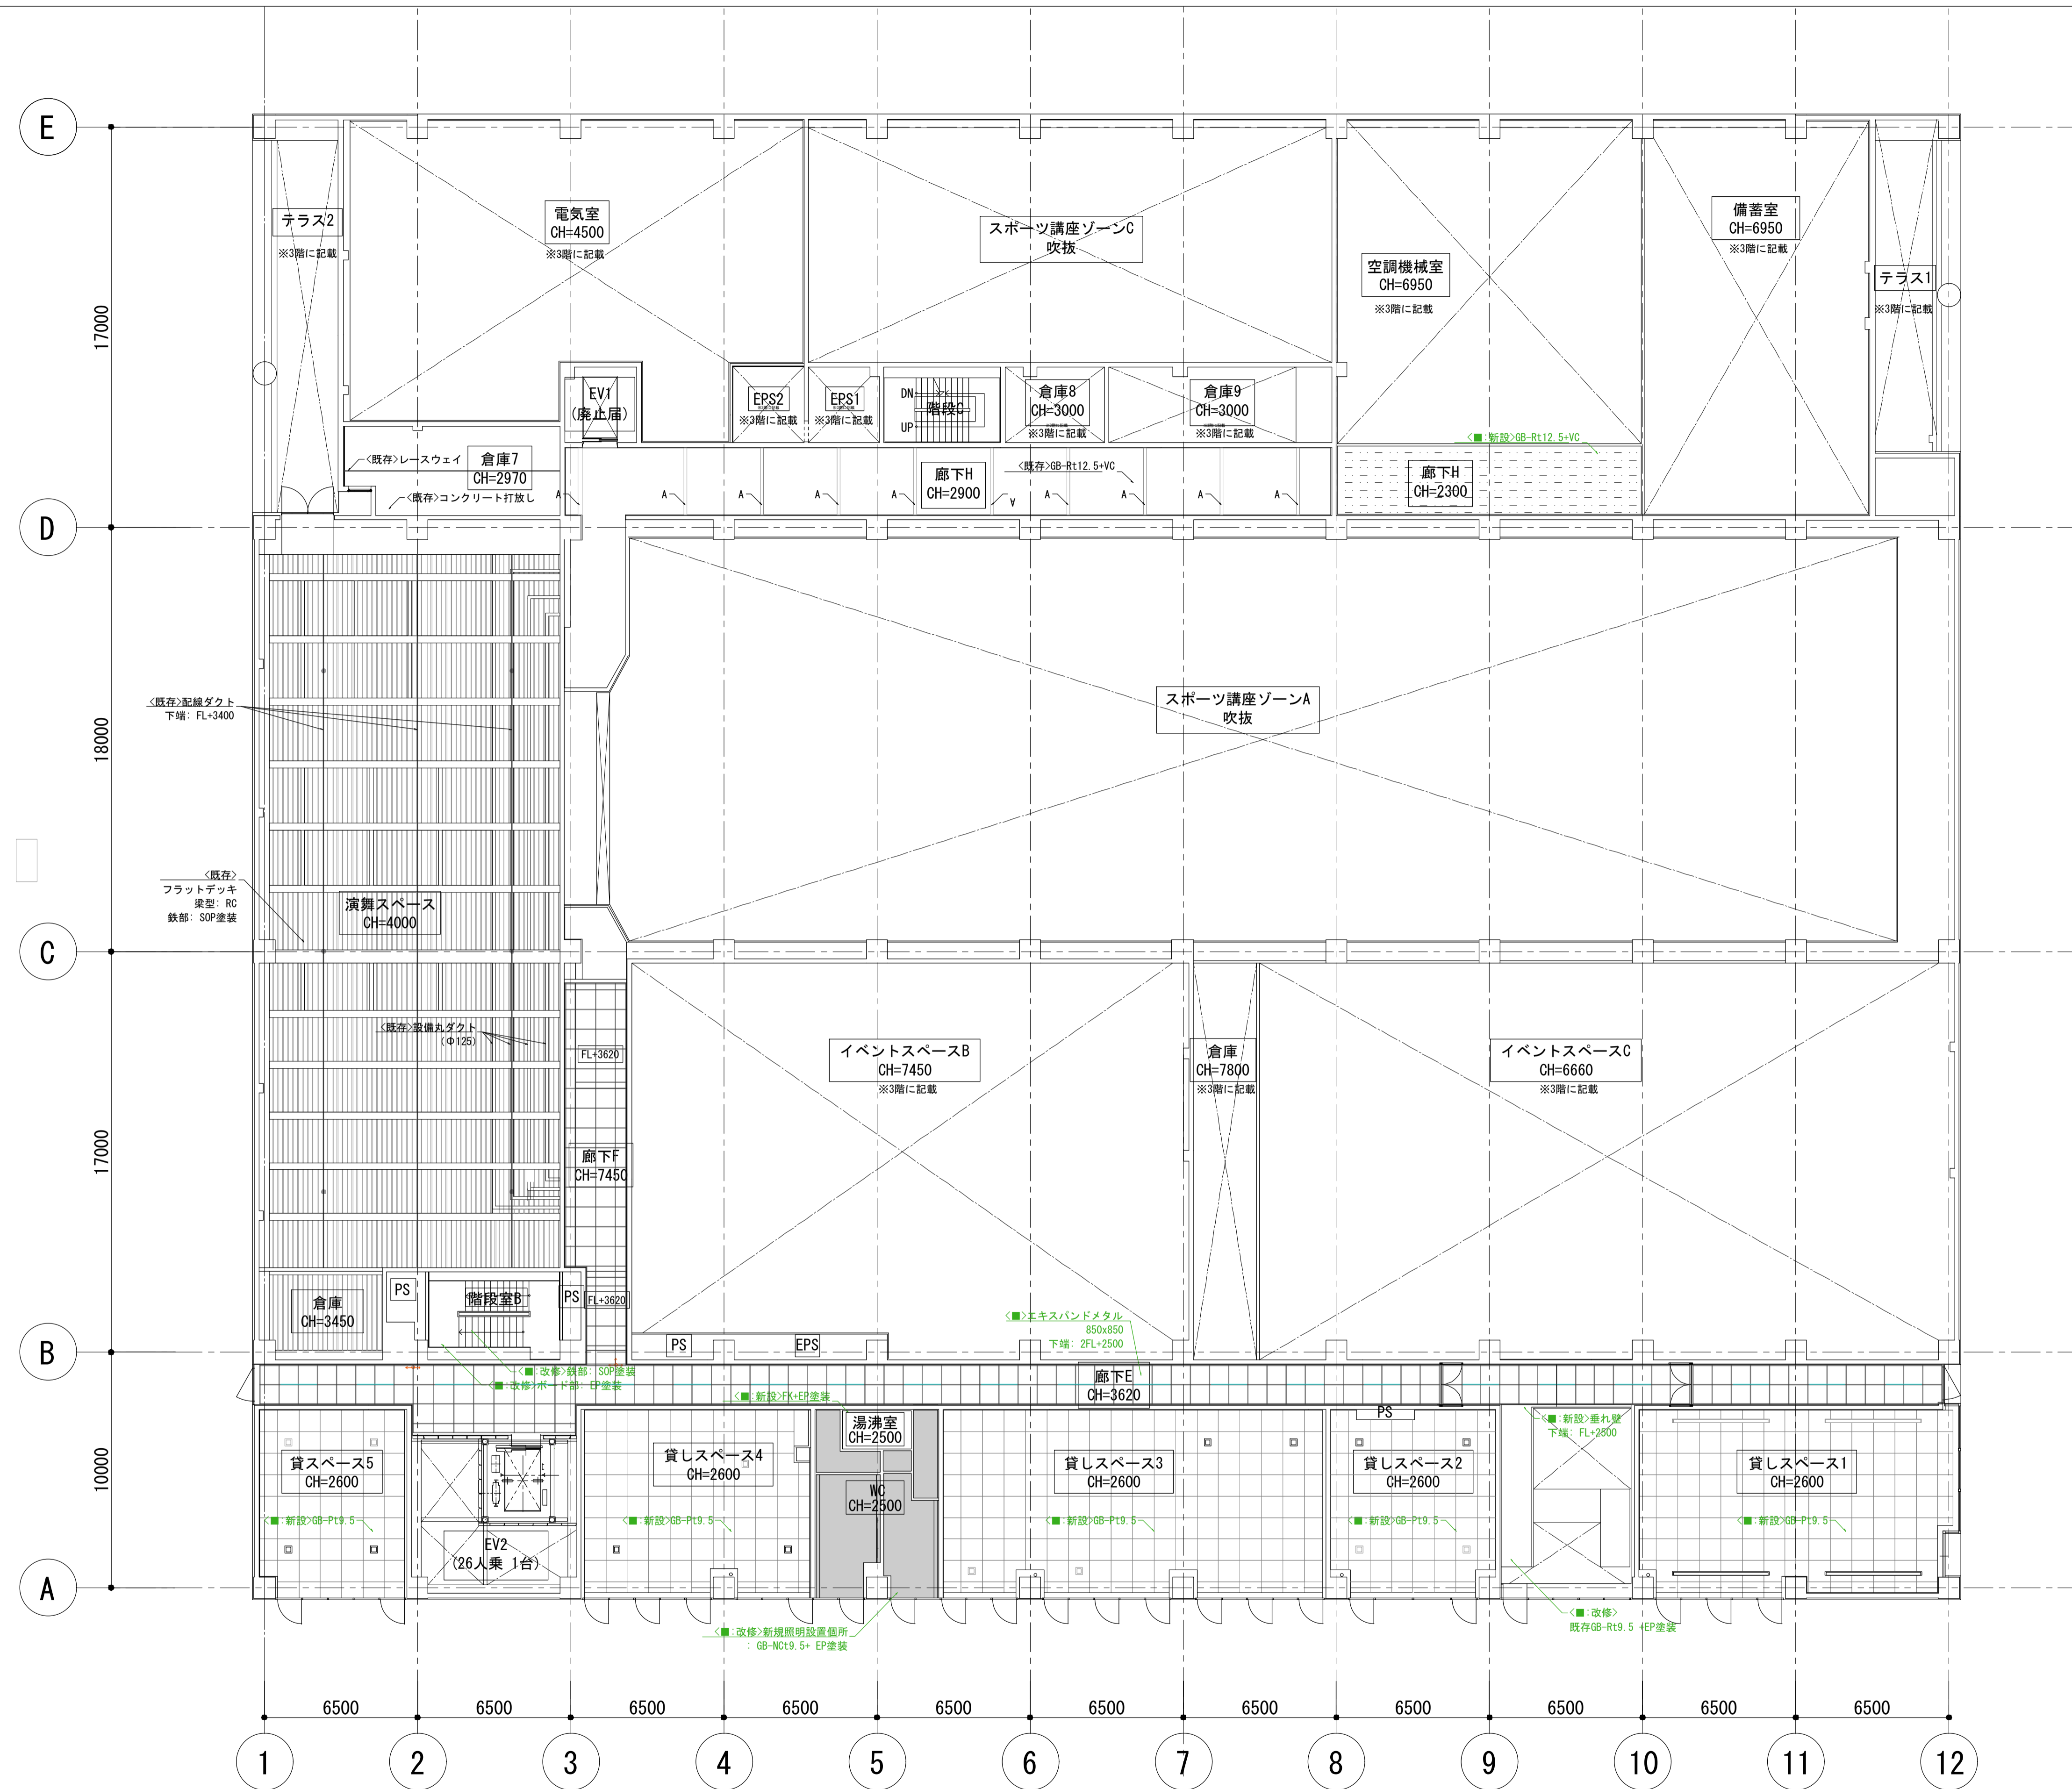 E
テラス2
※3階に記載
電気室
CH=4500
※3階に記載
スポーツ講座ゾーンC
吹抜
空調機械室
CH=6950
※3階に記載
備蓄室
CH=6950
※3階に記載
テラス1
※3階に記載
17000
EV1
(廃止届)
EPS2
※3階に記載
EPS1
※3階に記載
DN
階段C
UP
倉庫8
CH=3000
※3階に記載
倉庫9
CH=3000
※3階に記載
<■:新設>GB-Rt12.5+VC
<既存>レースウェイ
倉庫7
CH=2970
<既存>コンクリート打放し
廊下H
CH=2900
<既存>GB-Rt12.5+VC
廊下H
CH=2300
A
A
A
A
A
A
A
A
A
A
D
<既存>配線ダクト
下端: FL+3400
スポーツ講座ゾーンA
吹抜
18000
<既存>
フラットデッキ
梁型: RC
鉄部: SOP塗装
演舞スペース
CH=4000
C
<既存>設備丸ダクト
(Φ125)
FL+3620
イベントスペースB
CH=7450
※3階に記載
倉庫
CH=7800
※3階に記載
イベントスペースC
CH=6660
※3階に記載
17000
廊下F
CH=7450
倉庫
CH=3450
PS
階段室B
PS
FL+3620
PS
EPS
<■>エキスパンドメタル
850x850
下端: 2FL+2500
B
<■:改修>鉄部: SOP塗装
<■:改修>ボード部: EP塗装
<■:新設>FK+EP塗装
廊下E
CH=3620
10000
貸スペース5
CH=2600
<■:新設>GB-Pt9.5
EV2
(26人乗 1台)
貸しスペース4
CH=2600
<■:新設>GB-Pt9.5
湯沸室
CH=2500
WC
CH=2500
貸しスペース3
CH=2600
<■:新設>GB-Pt9.5
PS
貸しスペース2
CH=2600
<■:新設>GB-Pt9.5
<■:新設>垂れ壁
下端: FL+2500
貸しスペース1
CH=2600
<■:新設>GB-Pt9.5
A
<■:改修>新規照明設置個所
: GB-NCt9.5+ EP塗装
<■:改修>
既存GB-Rt9.5 +EP塗装
6500 6500 6500 6500 6500 6500 6500 6500 6500 6500 6500
1 2 3 4 5 6 7 8 9 10 11 12